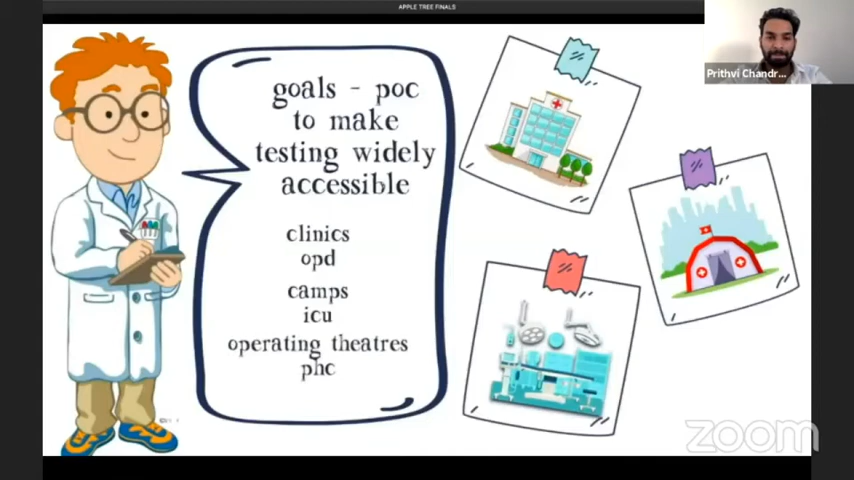 APPLE TREE FINALS
Prithvi Chandr...
goals - poc
to make
testing widely
accessible
clinics
opd
camps
icu
operating theatres
phc
zoom